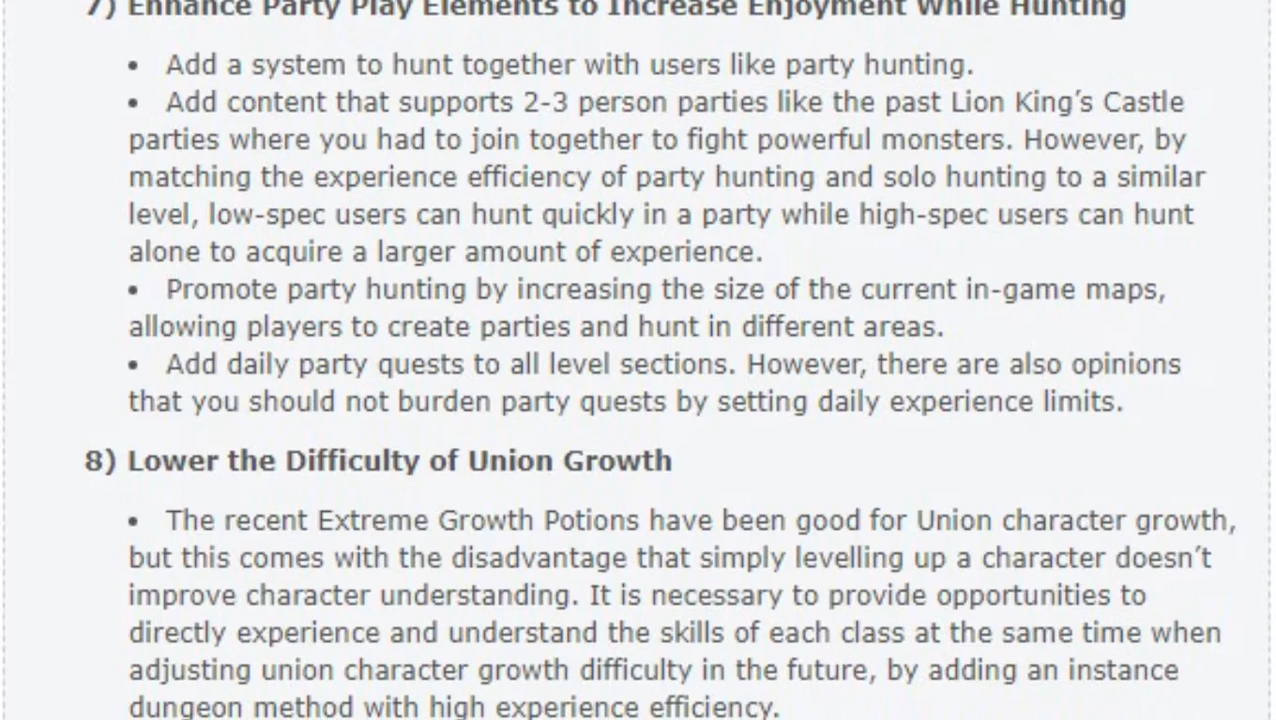 7) Enhance Party Play Elements to Increase Enjoyment While Hunting
• Add a system to hunt together with users like party hunting.
• Add content that supports 2-3 person parties like the past Lion King’s Castle
parties where you had to join together to fight powerful monsters. However, by
matching the experience efficiency of party hunting and solo hunting to a similar
level, low-spec users can hunt quickly in a party while high-spec users can hunt
alone to acquire a larger amount of experience.
• Promote party hunting by increasing the size of the current in-game maps,
allowing players to create parties and hunt in different areas.
• Add daily party quests to all level sections. However, there are also opinions
that you should not burden party quests by setting daily experience limits.
8) Lower the Difficulty of Union Growth
• The recent Extreme Growth Potions have been good for Union character growth,
but this comes with the disadvantage that simply levelling up a character doesn’t
improve character understanding. It is necessary to provide opportunities to
directly experience and understand the skills of each class at the same time when
adjusting union character growth difficulty in the future, by adding an instance
dungeon method with high experience efficiency.